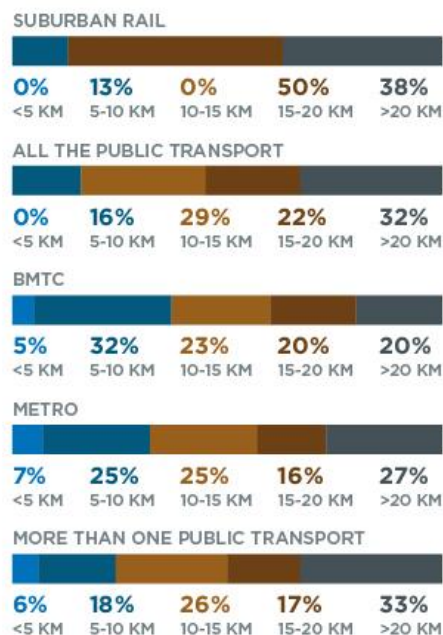 SUBURBAN RAIL
0% 13% 0% 50% 38%
<5 KM 5-10 KM 10-15 KM 15-20 KM >20 KM
ALL THE PUBLIC TRANSPORT
0% 16% 29% 22% 32%
<5 KM 5-10 KM 10-15 KM 15-20 KM >20 KM
BMTC
5% 32% 23% 20% 20%
<5 KM 5-10 KM 10-15 KM 15-20 KM >20 KM
METRO
7% 25% 25% 16% 27%
<5 KM 5-10 KM 10-15 KM 15-20 KM >20 KM
MORE THAN ONE PUBLIC TRANSPORT
6% 18% 26% 17% 33%
<5 KM 5-10 KM 10-15 KM 15-20 KM >20 KM